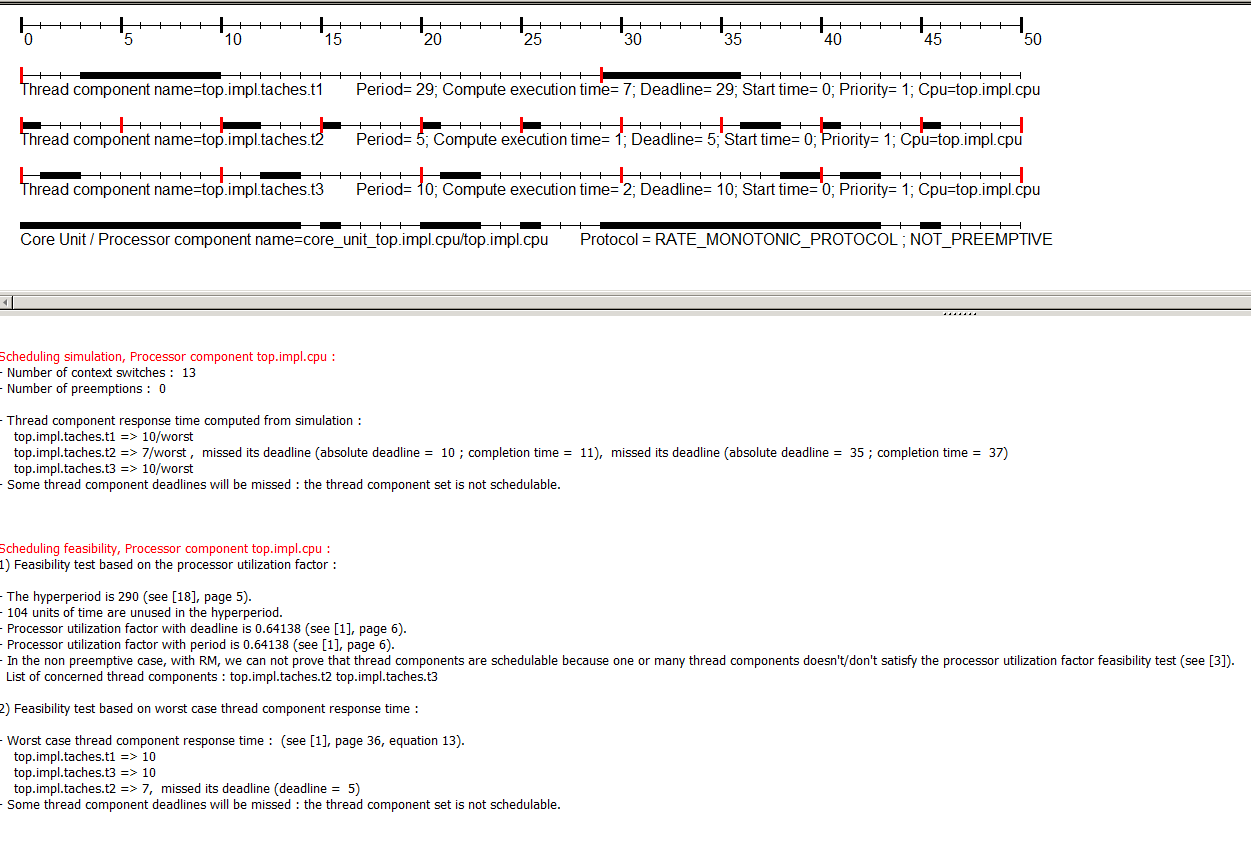 0 5 10 15 20 25 30 35 40 45 50
Thread component name=top.impl.taches.t1 Period= 29; Compute execution time= 7; Deadline= 29; Start time= 0; Priority= 1; Cpu=top.impl.cpu
Thread component name=top.impl.taches.t2 Period= 5; Compute execution time= 1; Deadline= 5; Start time= 0; Priority= 1; Cpu=top.impl.cpu
Thread component name=top.impl.taches.t3 Period= 10; Compute execution time= 2; Deadline= 10; Start time= 0; Priority= 1; Cpu=top.impl.cpu
Core Unit / Processor component name=core_unit_top.impl.cpu/top.impl.cpu Protocol = RATE_MONOTONIC_PROTOCOL ; NOT_PREEMPTIVE
Scheduling simulation, Processor component top.impl.cpu :
- Number of context switches : 13
- Number of preemptions : 0
- Thread component response time computed from simulation :
top.impl.taches.t1 => 10/worst
top.impl.taches.t2 => 7/worst , missed its deadline (absolute deadline = 10 ; completion time = 11), missed its deadline (absolute deadline = 35 ; completion time = 37)
top.impl.taches.t3 => 10/worst
- Some thread component deadlines will be missed : the thread component set is not schedulable.
Scheduling feasibility, Processor component top.impl.cpu :
1) Feasibility test based on the processor utilization factor :
- The hyperperiod is 290 (see [18], page 5).
- 104 units of time are unused in the hyperperiod.
- Processor utilization factor with deadline is 0.64138 (see [1], page 6).
- Processor utilization factor with period is 0.64138 (see [1], page 6).
- In the non preemptive case, with RM, we can not prove that thread components are schedulable because one or many thread components doesn't/don't satisfy the processor utilization factor feasibility test (see [3]).
List of concerned thread components : top.impl.taches.t2 top.impl.taches.t3
2) Feasibility test based on worst case thread component response time :
- Worst case thread component response time : (see [1], page 36, equation 13).
top.impl.taches.t1 => 10
top.impl.taches.t3 => 10
top.impl.taches.t2 => 7, missed its deadline (deadline = 5)
- Some thread component deadlines will be missed : the thread component set is not schedulable.